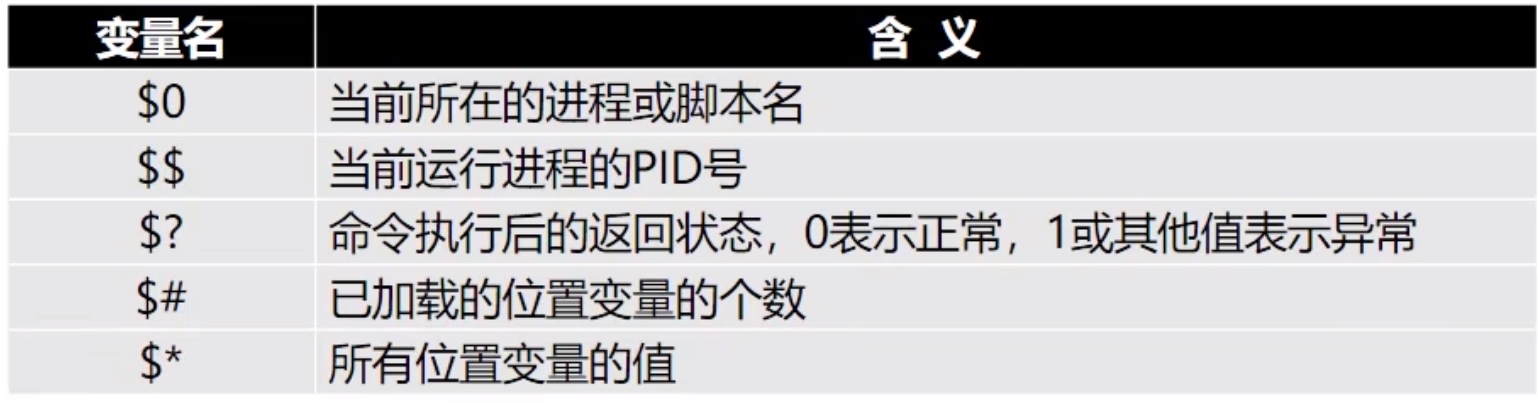 变量名 含 义
$0 当前所在的进程或脚本名
$$ 当前运行进程的PID号
$? 命令执行后的返回状态，0表示正常，1或其他值表示异常
$# 已加载的位置变量的个数
$* 所有位置变量的值